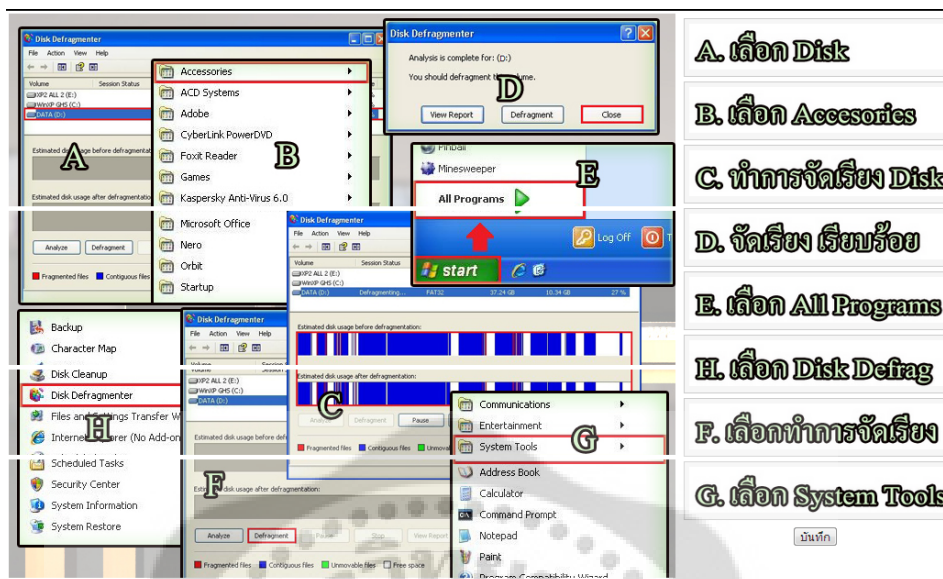 Disk Defragmenter
File Action View Help
Volume Session Status
XP2 ALL 2 (E:)
WinXP GHS (C:)
DATA (D:)
Estimated disk usage before defragmentat
Estimated disk usage
Analyze Defragment
Fragmented files Contiguous files
A
Accessories
ACD Systems
Adobe
CyberLink PowerDVD
Foxit Reader
Games
Kaspersky Anti-Virus 6.0
Microsoft Office
Nero
Orbit
Startup
B
Disk Defragmenter
Analysis is complete for: (D:)
You should defragment this volume.
D
View Report Defragment Close
Pinball
Minesweeper
E
All Programs
Log Off
start
Disk Defragmenter
File Action View Help
Volume Session Status
XP2 ALL 2 (E:)
WinXP GHS (C:)
DATA (D:) Defragmenting... FAT32 37.24 GB 10.34 GB 27 %
Estimated disk usage before defragmentation:
Estimated disk usage after defragmentation:
C
Analyze Defragment Pause
Fragmented files Contiguous files Unmova
Backup
Character Map
Disk Cleanup
Disk Defragmenter
Files and Settings Transfer W
Scheduled Tasks
Security Center
System Information
System Restore
H
Disk Defragmenter
File Action View Help
XP2 ALL 2 (E:)
WinXP GHS (C:)
DATA (D:)
Estimated disk usage before defr
Estimated disk usage after defragmentation:
F
Analyze Defragment Pause Stop View Report
Fragmented files Contiguous files Unmovable files Free space
Communications
Entertainment
System Tools
Address Book
Calculator
Command Prompt
Notepad
Paint
Program Compatibility Wizard
G
A. เลือก Disk
B. เลือก Accesories
C. ทำการจัดเรียง Disk
D. จัดเรียง เรียบร้อย
E. เลือก All Programs
H. เลือก Disk Defrag
F. เลือกทำการจัดเรียง
G. เลือก System Tools
บันทึก